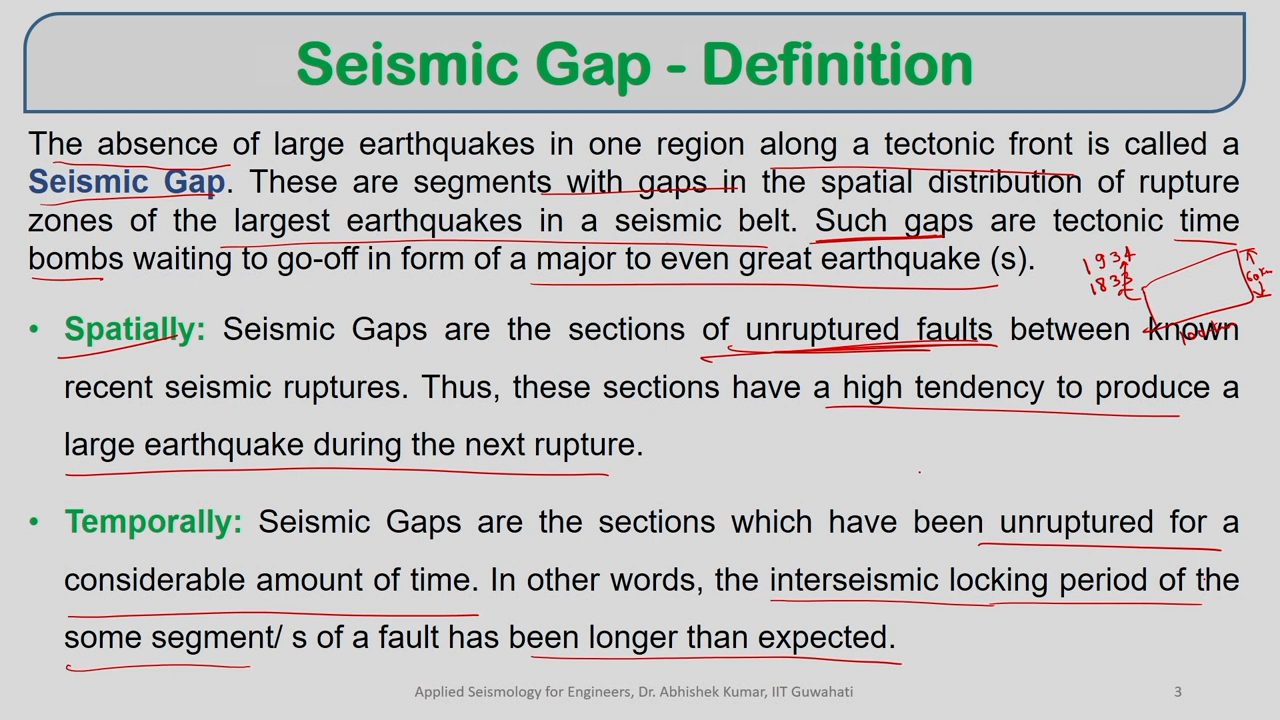 Seismic Gap - Definition
The absence of large earthquakes in one region along a tectonic front is called a
Seismic Gap. These are segments with gaps in the spatial distribution of rupture
zones of the largest earthquakes in a seismic belt. Such gaps are tectonic time
bombs waiting to go-off in form of a major to even great earthquake (s).
1934
1833
60 km
100 km
• Spatially: Seismic Gaps are the sections of unruptured faults between known
recent seismic ruptures. Thus, these sections have a high tendency to produce a
large earthquake during the next rupture.
• Temporally: Seismic Gaps are the sections which have been unruptured for a
considerable amount of time. In other words, the interseismic locking period of the
some segment/ s of a fault has been longer than expected.
Applied Seismology for Engineers, Dr. Abhishek Kumar, IIT Guwahati
3